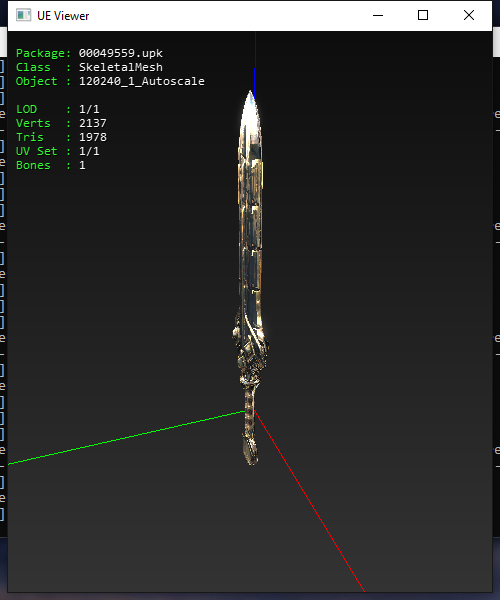 UE Viewer
Package: 00049559.upk
Class  : SkeletalMesh
Object : 120240_1_Autoscale
LOD    : 1/1
Verts  : 2137
Tris   : 1978
UV Set : 1/1
Bones  : 1